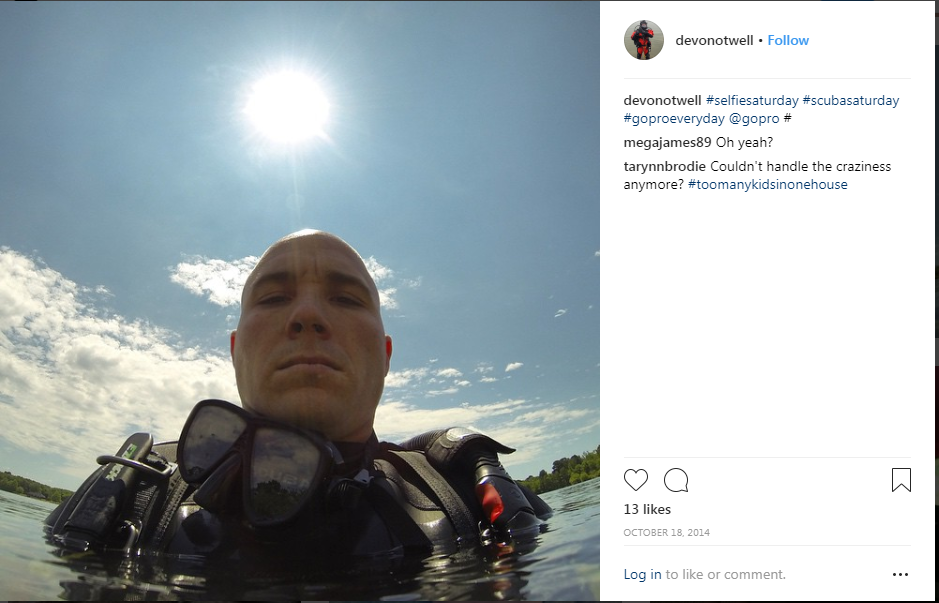 devonotwell • Follow
devonotwell #selfiesaturday #scubasaturday
#goproeveryday @gopro #
megajames89 Oh yeah?
tarynnbrodie Couldn't handle the craziness
anymore? #toomanykidsinonehouse
13 likes
OCTOBER 18, 2014
Log in to like or comment.